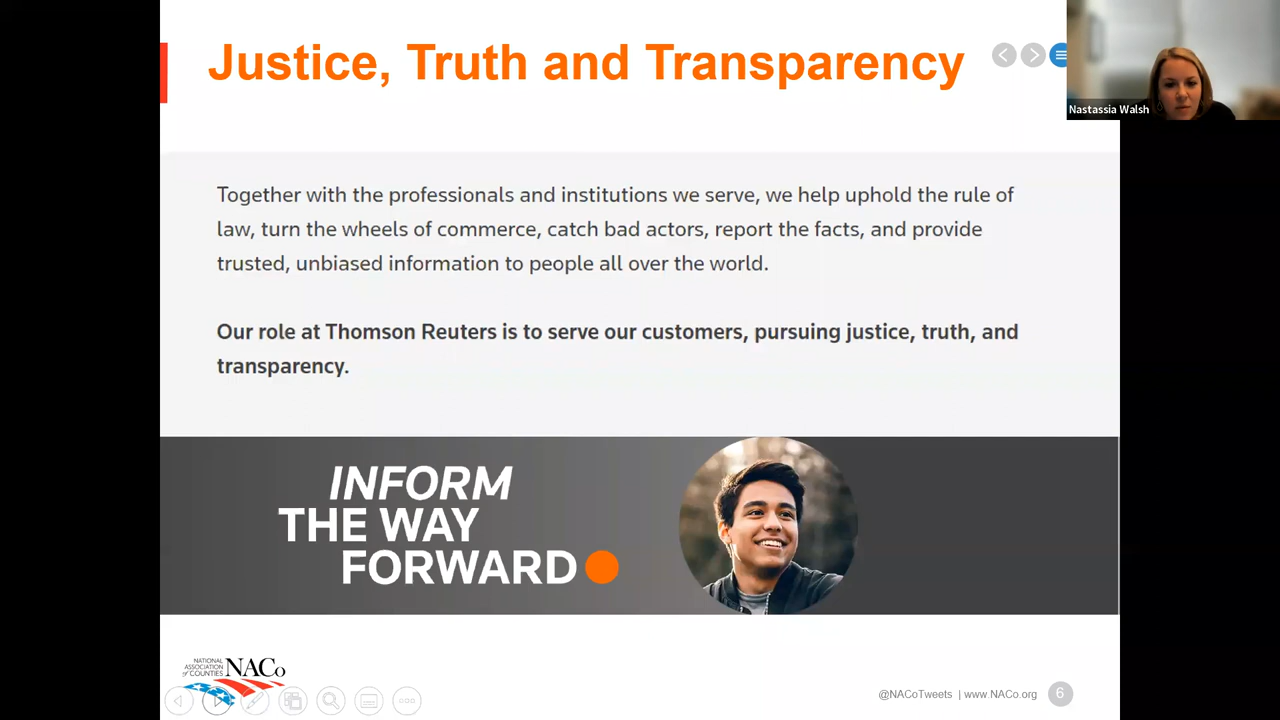 Justice, Truth and Transparency
Nastassia Walsh
Together with the professionals and institutions we serve, we help uphold the rule of
law, turn the wheels of commerce, catch bad actors, report the facts, and provide
trusted, unbiased information to people all over the world.
Our role at Thomson Reuters is to serve our customers, pursuing justice, truth, and
transparency.
INFORM
THE WAY
FORWARD
NATIONAL
ASSOCIATION
of COUNTIES
NACo
@NACoTweets | www.NACo.org 6